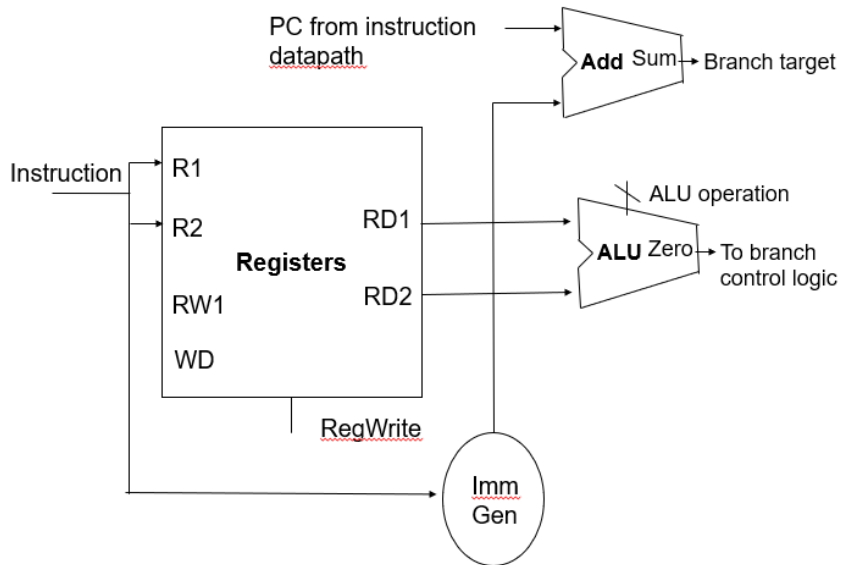 PC from instruction
datapath
Add Sum
Branch target
Instruction
R1
R2
RW1
WD
Registers
RD1
RD2
RegWrite
ALU operation
ALU Zero
To branch
control logic
Imm
Gen